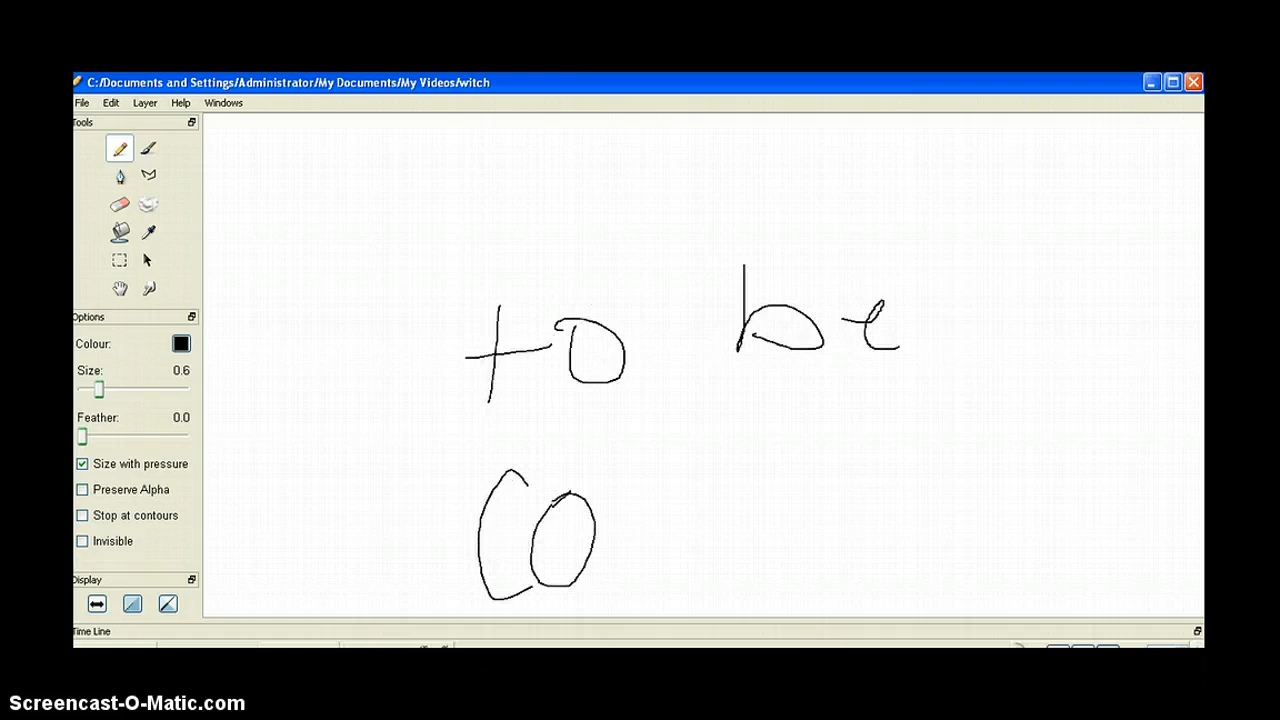 C:/Documents and Settings/Administrator/My Documents/My Videos/witch
File Edit Layer Help Windows
Tools
Options
Colour:
Size: 0.6
Feather: 0.0
Size with pressure
Preserve Alpha
Stop at contours
Invisible
Display
Time Line
to be
co
Screencast-O-Matic.com